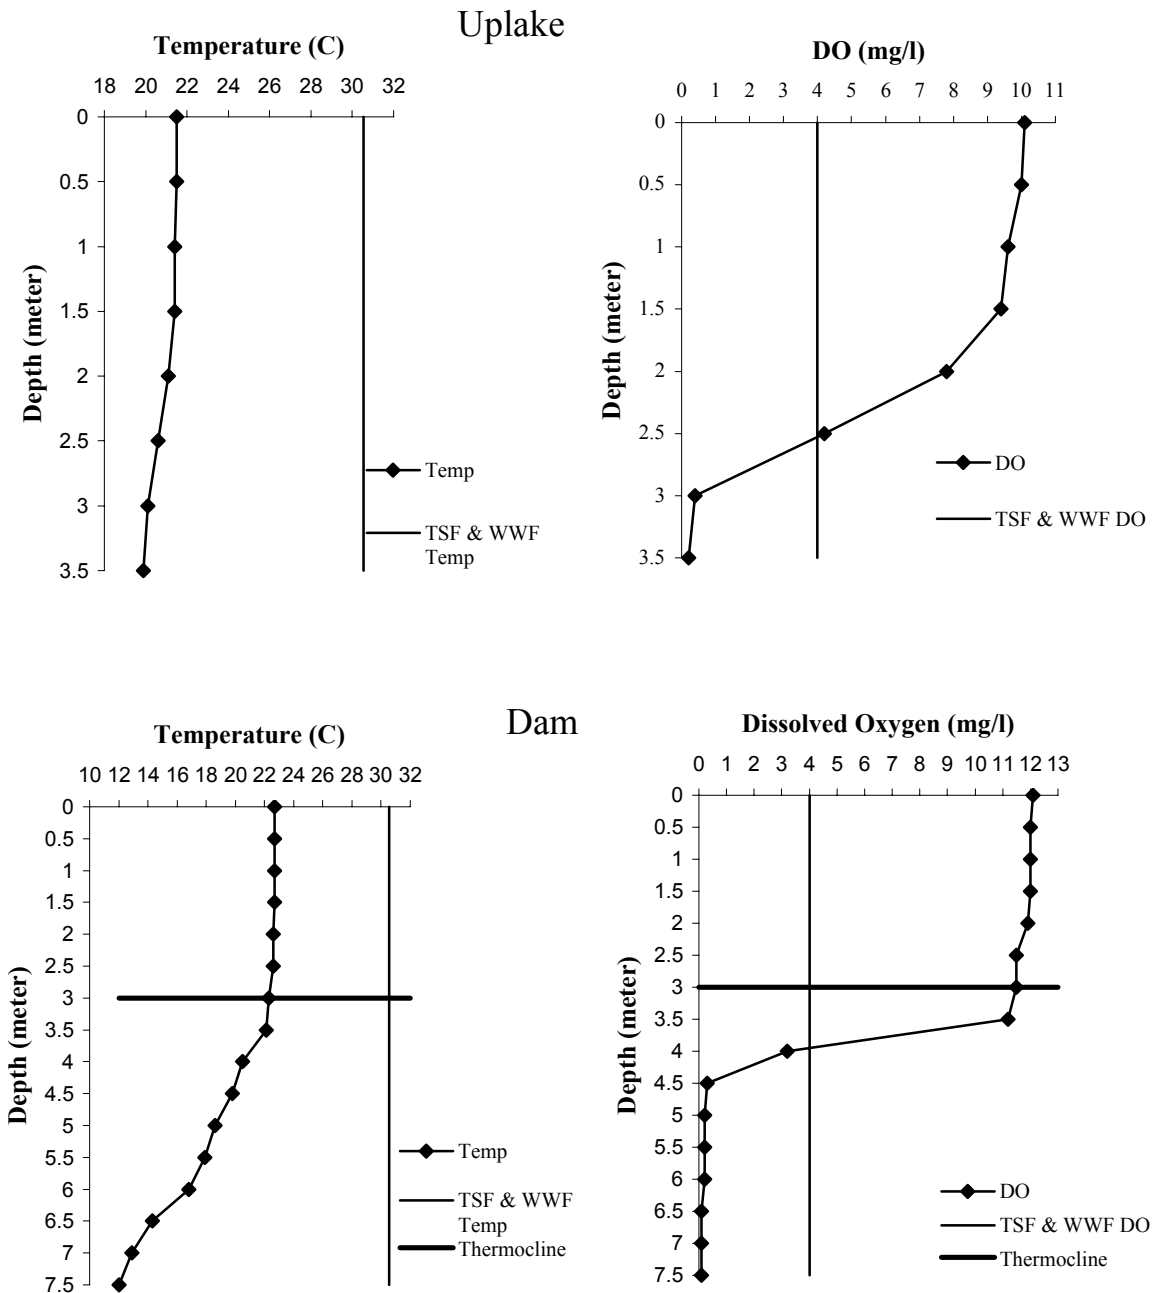 Uplake
Temperature (C)
18 20 22 24 26 28 30 32
0
0.5
1
1.5
2
2.5
3
3.5
Depth (meter)
Temp
TSF & WWF
Temp
DO (mg/l)
0 1 2 3 4 5 6 7 8 9 10 11
0
0.5
1
1.5
2
2.5
3
3.5
Depth (meter)
DO
TSF & WWF DO
Dam
Temperature (C)
10 12 14 16 18 20 22 24 26 28 30 32
0
0.5
1
1.5
2
2.5
3
3.5
4
4.5
5
5.5
6
6.5
7
7.5
Depth (meter)
Temp
TSF & WWF
Temp
Thermocline
Dissolved Oxygen (mg/l)
0 1 2 3 4 5 6 7 8 9 10 11 12 13
0
0.5
1
1.5
2
2.5
3
3.5
4
4.5
5
5.5
6
6.5
7
7.5
Depth (meter)
DO
TSF & WWF DO
Thermocline